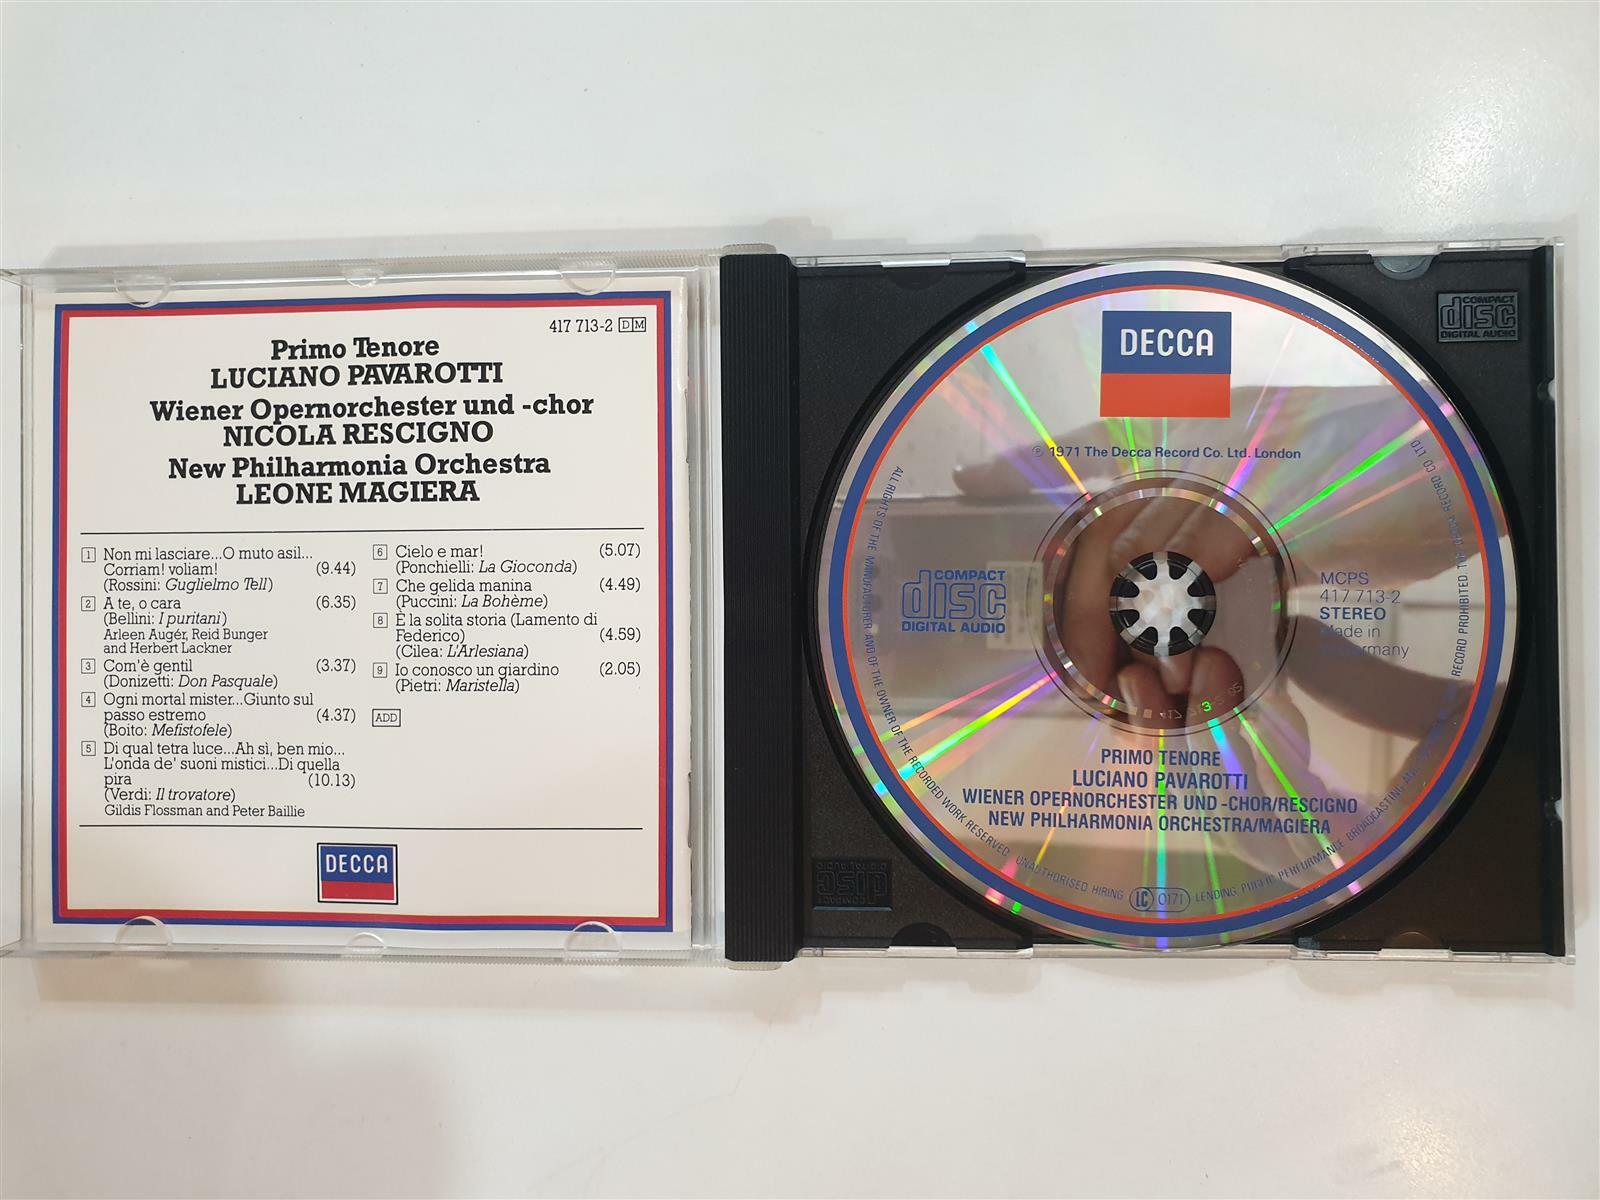 417 713-2 DM
Primo Tenore
LUCIANO PAVAROTTI
Wiener Opernorchester und -chor
NICOLA RESCIGNO
New Philharmonia Orchestra
LEONE MAGIERA
1 Non mi lasciare...O muto asil...
Corriam! voliam! (9.44)
(Rossini: Guglielmo Tell)
2 A te, o cara (6.35)
(Bellini: I puritani)
Arleen Augér, Reid Bunger
and Herbert Lackner
3 Com'è gentil (3.37)
(Donizetti: Don Pasquale)
4 Ogni mortal mister...Giunto sul
passo estremo (4.37)
(Boito: Mefistofele)
5 Di qual tetra luce...Ah sì, ben mio...
L'onda de' suoni mistici...Di quella
pira (10.13)
(Verdi: Il trovatore)
Gildis Flossman and Peter Baillie
6 Cielo e mar! (5.07)
(Ponchielli: La Gioconda)
7 Che gelida manina (4.49)
(Puccini: La Bohème)
8 È la solita storia (Lamento di
Federico) (4.59)
(Cilea: L'Arlesiana)
9 Io conosco un giardino (2.05)
(Pietri: Maristella)
ADD
DECCA
COMPACT
disc
DIGITAL AUDIO
DECCA
℗ 1971 The Decca Record Co. Ltd. London
COMPACT
disc
DIGITAL AUDIO
MCPS
417 713-2
STEREO
Made in
PRIMO TENORE
LUCIANO PAVAROTTI
WIENER OPERNORCHESTER UND -CHOR/RESCIGNO
NEW PHILHARMONIA ORCHESTRA/MAGIERA
ALL RIGHTS OF THE MANUFACTURER AND OF THE OWNER OF THE RECORDED WORK RESERVED. UNAUTHORISED HIRING LC 0171 LENDING, PUBLIC PERFORMANCE BROADCASTING RECORD PROHIBITED. RECORD CO LTD
COMPACT
disc
DIGITAL AUDIO